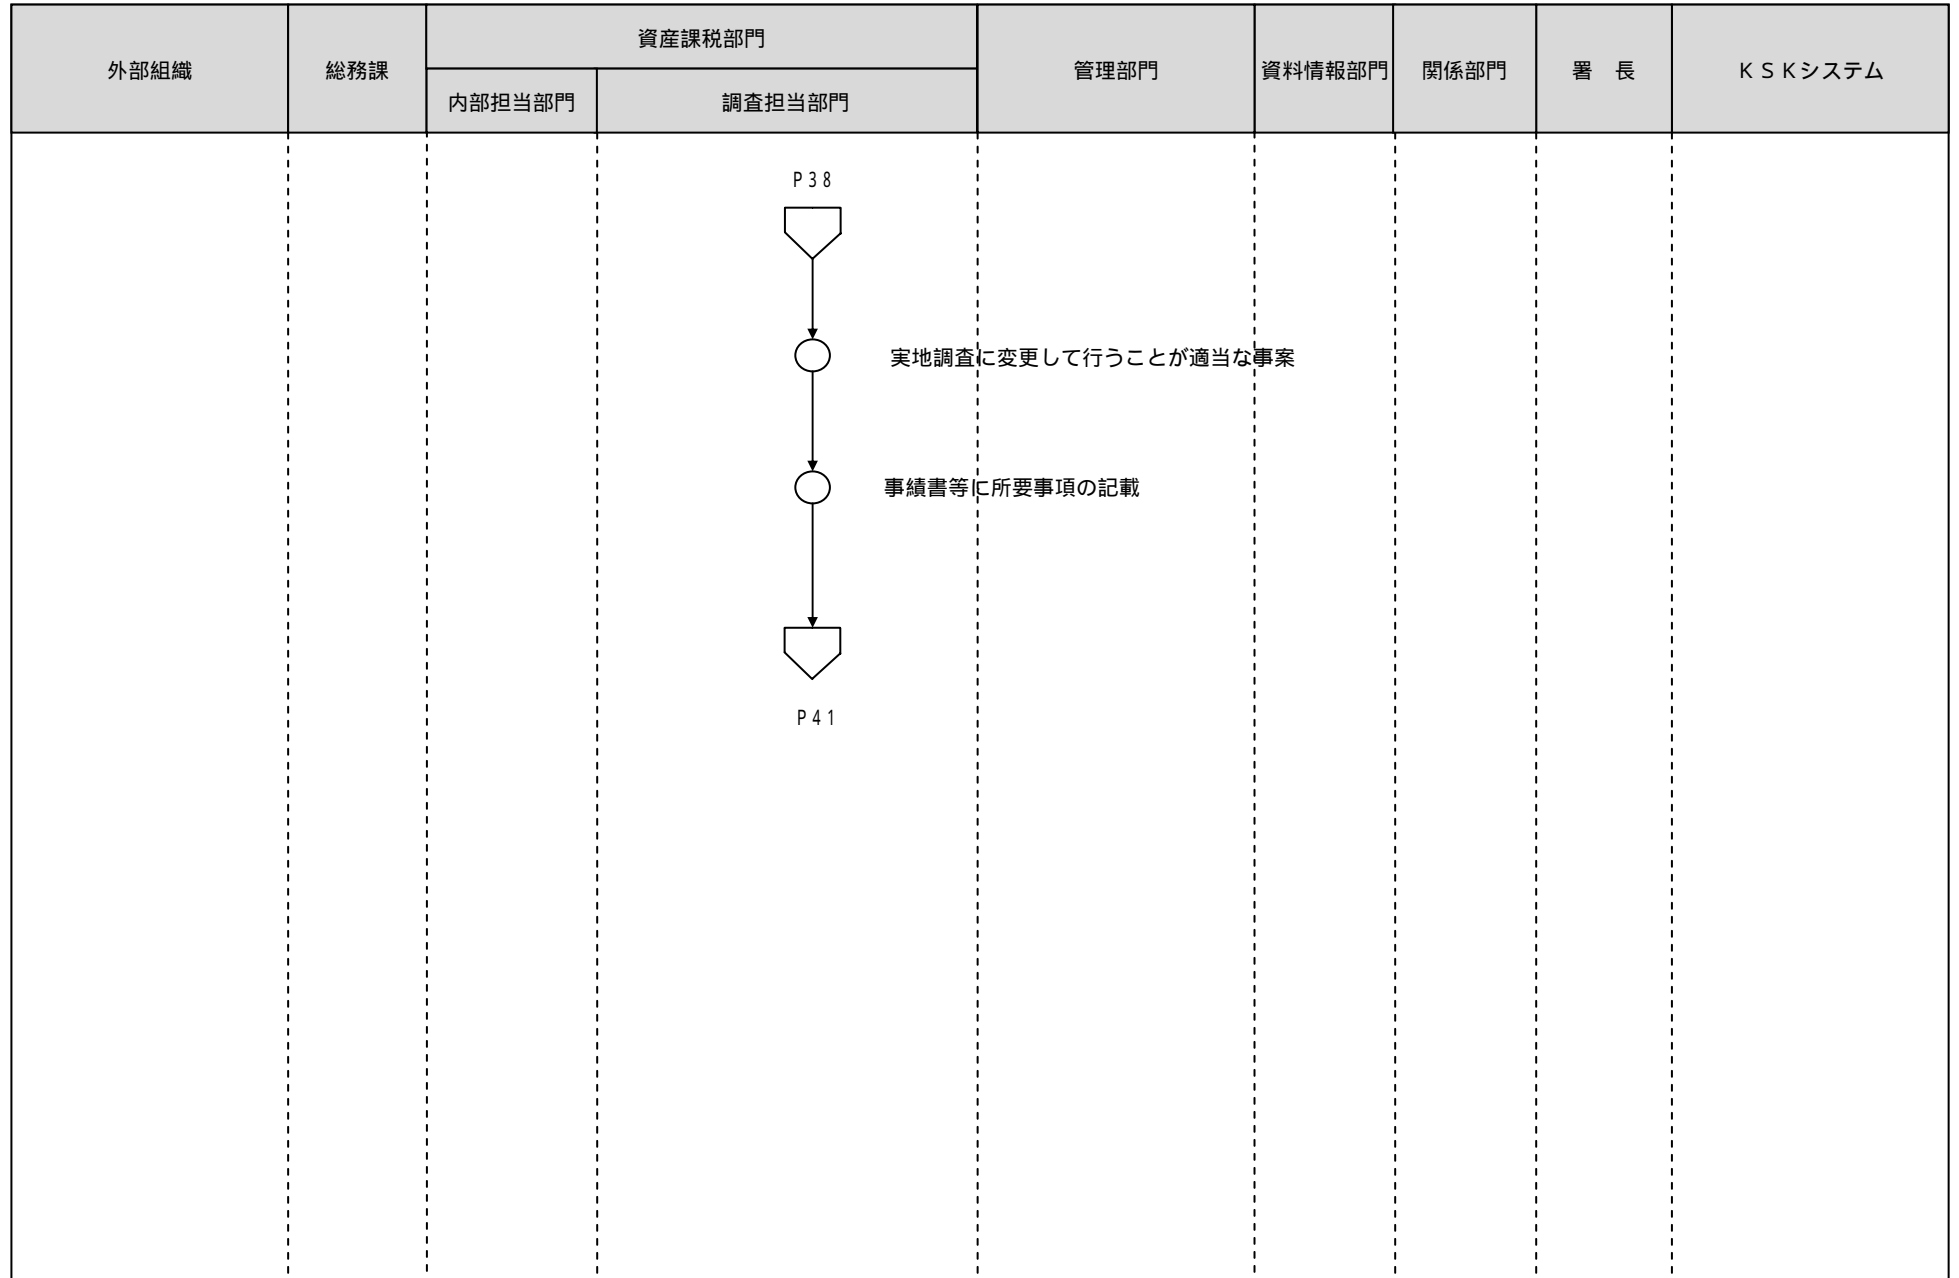 外部組織
総務課
資産課税部門
内部担当部門
調査担当部門
管理部門
資料情報部門
関係部門
署　長
ＫＳＫシステム
Ｐ３８
実地調査に変更して行うことが適当な事案
事績書等に所要事項の記載
Ｐ４１